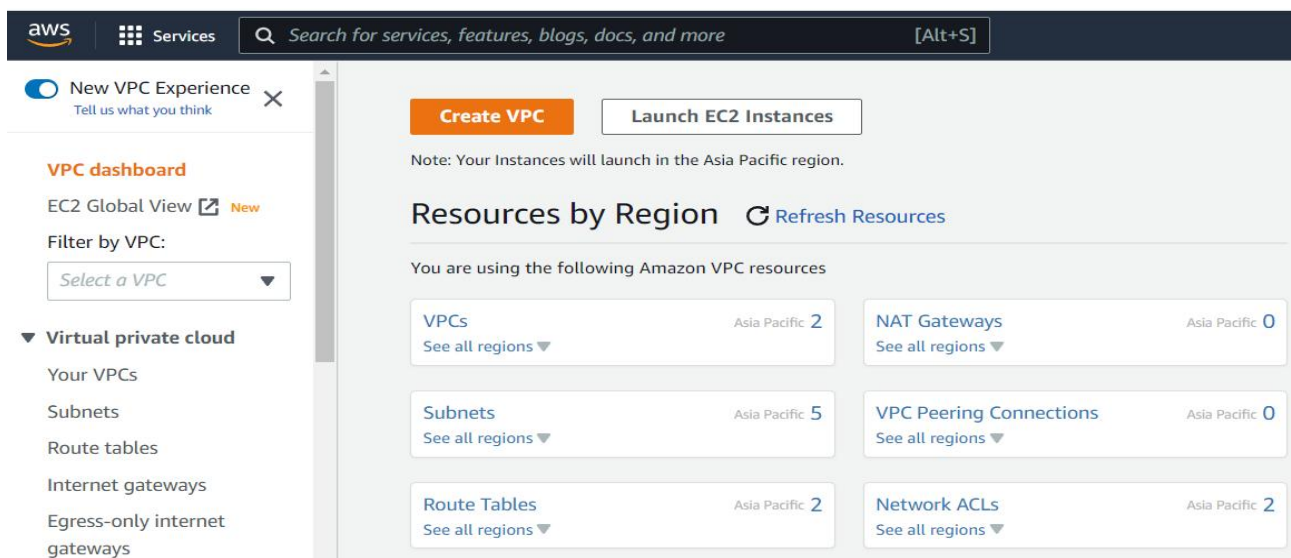 aws
Services
Search for services, features, blogs, docs, and more [Alt+S]
New VPC Experience
Tell us what you think
VPC dashboard
EC2 Global View New
Filter by VPC:
Select a VPC
Virtual private cloud
Your VPCs
Subnets
Route tables
Internet gateways
Egress-only internet
gateways
Create VPC Launch EC2 Instances
Note: Your Instances will launch in the Asia Pacific region.
Resources by Region Refresh Resources
You are using the following Amazon VPC resources
VPCs Asia Pacific 2
See all regions
NAT Gateways Asia Pacific 0
See all regions
Subnets Asia Pacific 5
See all regions
VPC Peering Connections Asia Pacific 0
See all regions
Route Tables Asia Pacific 2
See all regions
Network ACLs Asia Pacific 2
See all regions